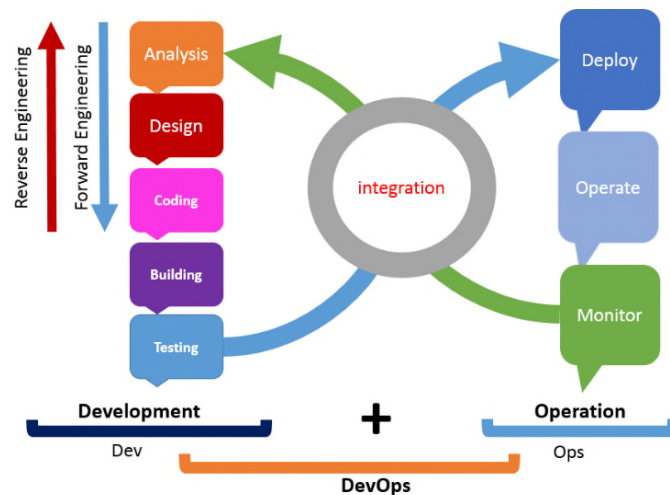 Reverse Engineering
Forward Engineering
Analysis
Design
Coding
Building
Testing
integration
Deploy
Operate
Monitor
Development
+
Operation
Dev
Ops
DevOps